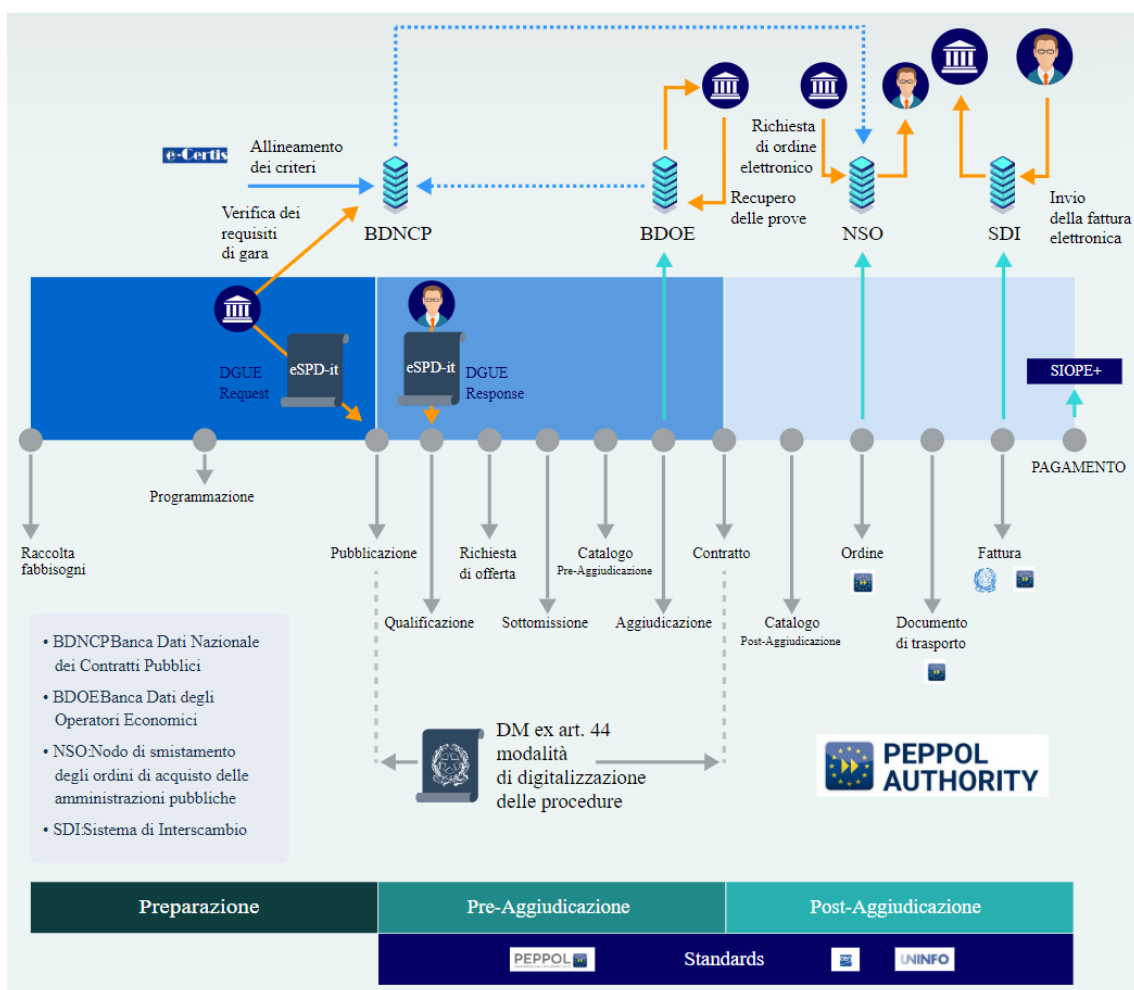 e-Certis
Allineamento
dei criteri
Verifica dei
requisiti
di gara
BDNCP
BDOE
Recupero
delle prove
Richiesta
di ordine
elettronico
NSO
SDI
Invio
della fattura
elettronica
DGUE
Request
eSPD-it
eSPD-it
DGUE
Response
SIOPE+
PAGAMENTO
Raccolta
fabbisogni
Programmazione
Pubblicazione
Qualificazione
Richiesta
di offerta
Sottomissione
Catalogo
Pre-Aggiudicazione
Aggiudicazione
Contratto
Catalogo
Post-Aggiudicazione
Ordine
Documento
di trasporto
Fattura
• BDNCPBanca Dati Nazionale
dei Contratti Pubblici
• BDOEBanca Dati degli
Operatori Economici
• NSO:Nodo di smistamento
degli ordini di acquisto delle
amministrazioni pubbliche
• SDI:Sistema di Interscambio
DM ex art. 44
modalità
di digitalizzazione
delle procedure
PEPPOL
AUTHORITY
Preparazione
Pre-Aggiudicazione
Post-Aggiudicazione
PEPPOL
Standards
UNINFO